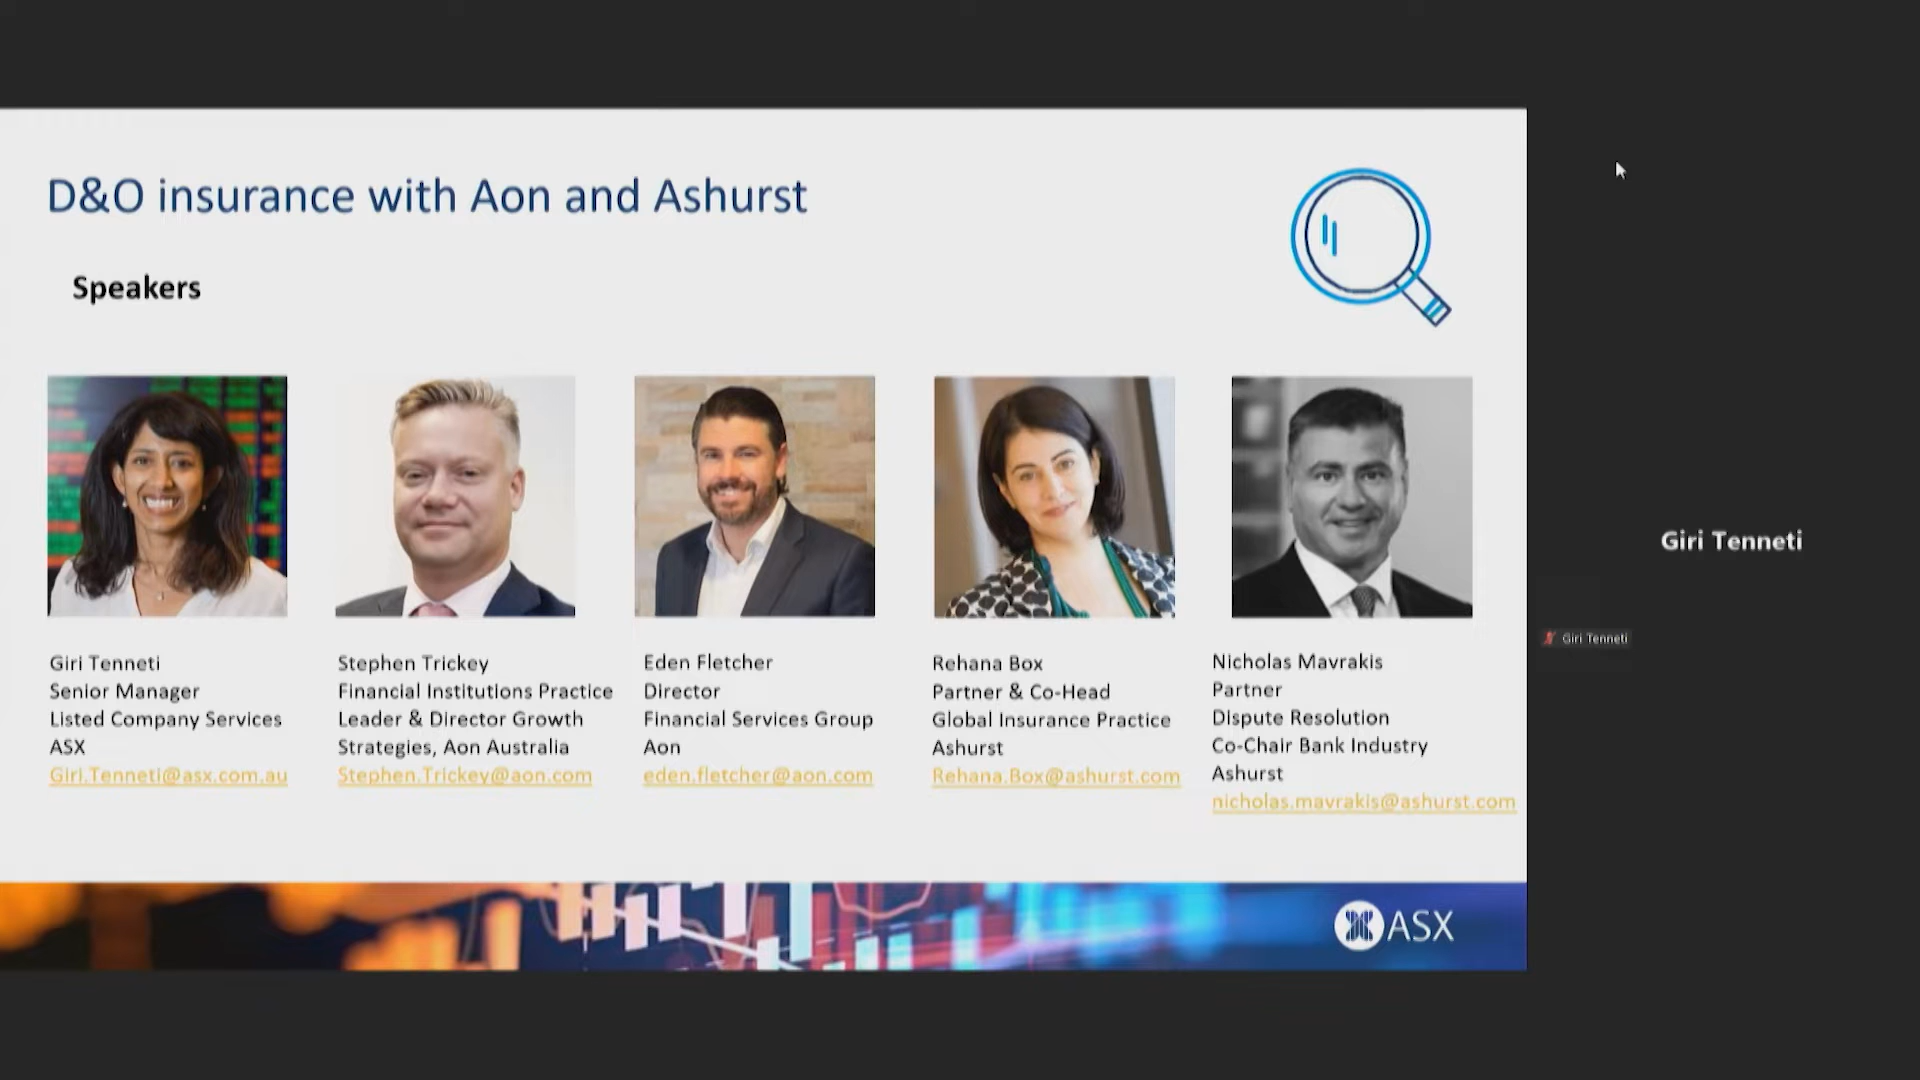 D&O insurance with Aon and Ashurst
Speakers
Giri Tenneti
Senior Manager
Listed Company Services
ASX
Giri.Tenneti@asx.com.au
Stephen Trickey
Financial Institutions Practice
Leader & Director Growth
Strategies, Aon Australia
Stephen.Trickey@aon.com
Eden Fletcher
Director
Financial Services Group
Aon
eden.fletcher@aon.com
Rehana Box
Partner & Co-Head
Global Insurance Practice
Ashurst
Rehana.Box@ashurst.com
Nicholas Mavrakis
Partner
Dispute Resolution
Co-Chair Bank Industry
Ashurst
nicholas.mavrakis@ashurst.com
ASX
Giri Tenneti
Giri Tenneti